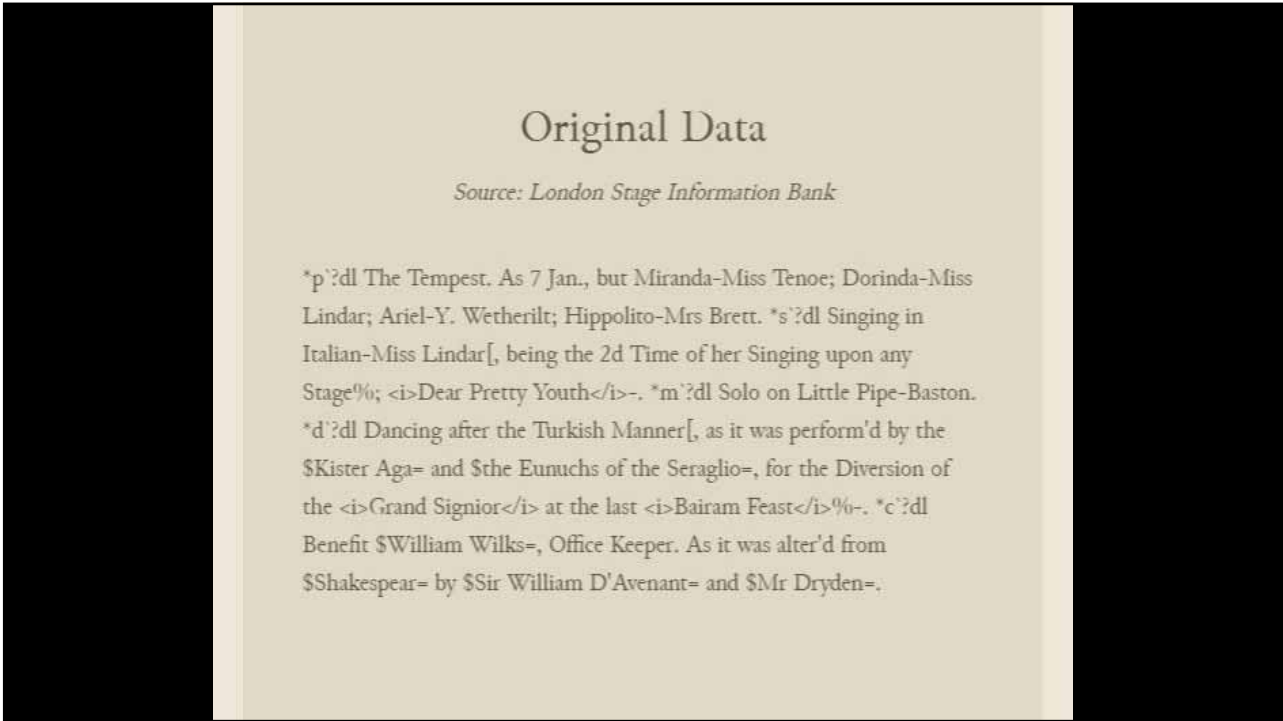 Original Data
Source: London Stage Information Bank
*p`?dl The Tempest. As 7 Jan., but Miranda-Miss Tenoe; Dorinda-Miss
Lindar; Ariel-Y. Wetherilt; Hippolito-Mrs Brett. *s`?dl Singing in
Italian-Miss Lindar[, being the 2d Time of her Singing upon any
Stage%; <i>Dear Pretty Youth</i>-. *m`?dl Solo on Little Pipe-Baston.
*d`?dl Dancing after the Turkish Manner[, as it was perform'd by the
$Kister Aga= and $the Eunuchs of the Seraglio=, for the Diversion of
the <i>Grand Signior</i> at the last <i>Bairam Feast</i>%-. *c`?dl
Benefit $William Wilks=, Office Keeper. As it was alter'd from
$Shakespear= by $Sir William D'Avenant= and $Mr Dryden=.